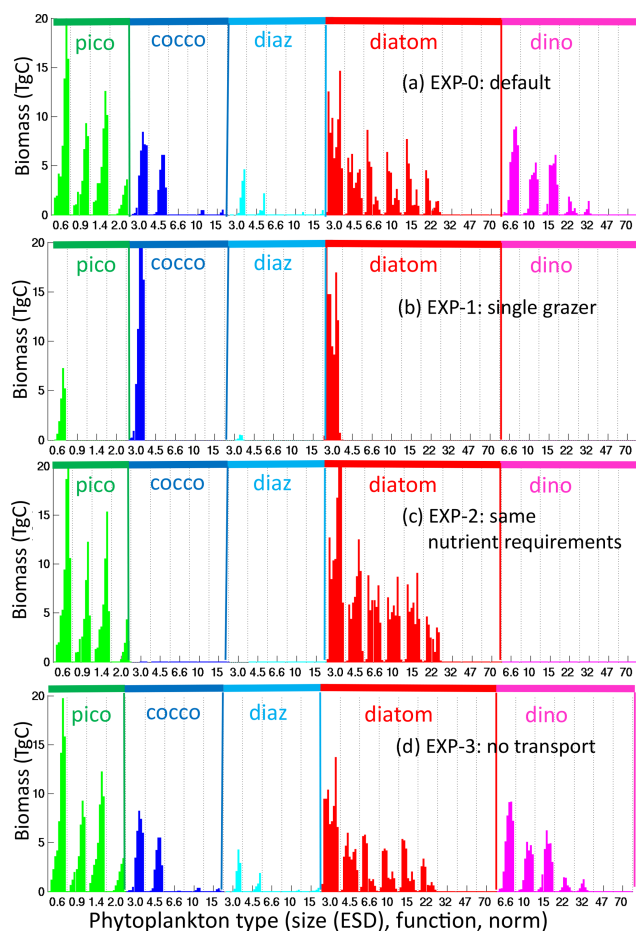 20
pico
cocco
diaz
diatom
dino
(a) EXP-0: default
15
10
5
0
Biomass (TgC)
0.6 0.9 1.4 2.0 3.0 4.5 6.6 10 15 3.0 4.5 6.6 10 15 3.0 4.5 6.6 10 15 22 33 47 70 6.6 10 15 22 33 47 70
20
pico
cocco
diaz
diatom
dino
(b) EXP-1: single grazer
15
10
5
0
Biomass (TgC)
0.6 0.9 1.4 2.0 3.0 4.5 6.6 10 15 3.0 4.5 6.6 10 15 3.0 4.5 6.6 10 15 22 33 47 70 6.6 10 15 22 33 47 70
20
pico
cocco
diaz
diatom
dino
(c) EXP-2: same
nutrient requirements
15
10
5
0
Biomass (TgC)
0.6 0.9 1.4 2.0 3.0 4.5 6.6 10 15 3.0 4.5 6.6 10 15 3.0 4.5 6.6 10 15 22 33 47 70 6.6 10 15 22 33 47 70
20
pico
cocco
diaz
diatom
dino
(d) EXP-3: no transport
15
10
5
0
Biomass (TgC)
0.6 0.9 1.4 2.0 3.0 4.5 6.6 10 15 3.0 4.5 6.6 10 15 3.0 4.5 6.6 10 15 22 33 47 70 6.6 10 15 22 33 47 70
Phytoplankton type (size (ESD), function, norm)